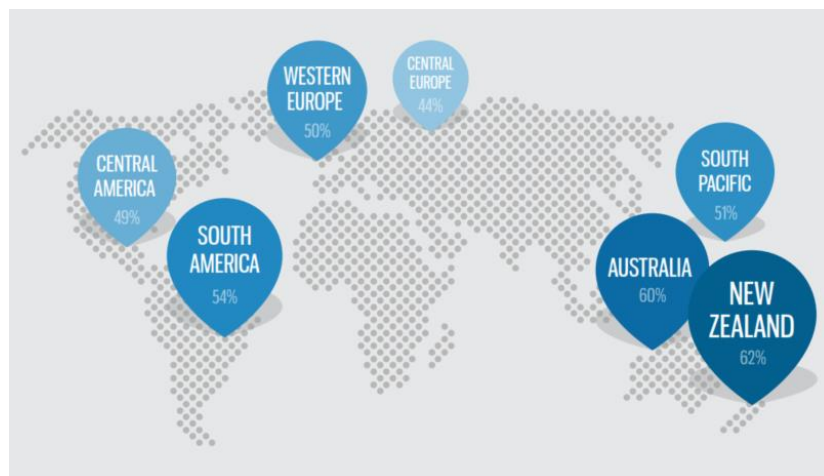 WESTERN
EUROPE
50%
CENTRAL
EUROPE
44%
CENTRAL
AMERICA
49%
SOUTH
AMERICA
54%
SOUTH
PACIFIC
51%
AUSTRALIA
60%
NEW
ZEALAND
62%